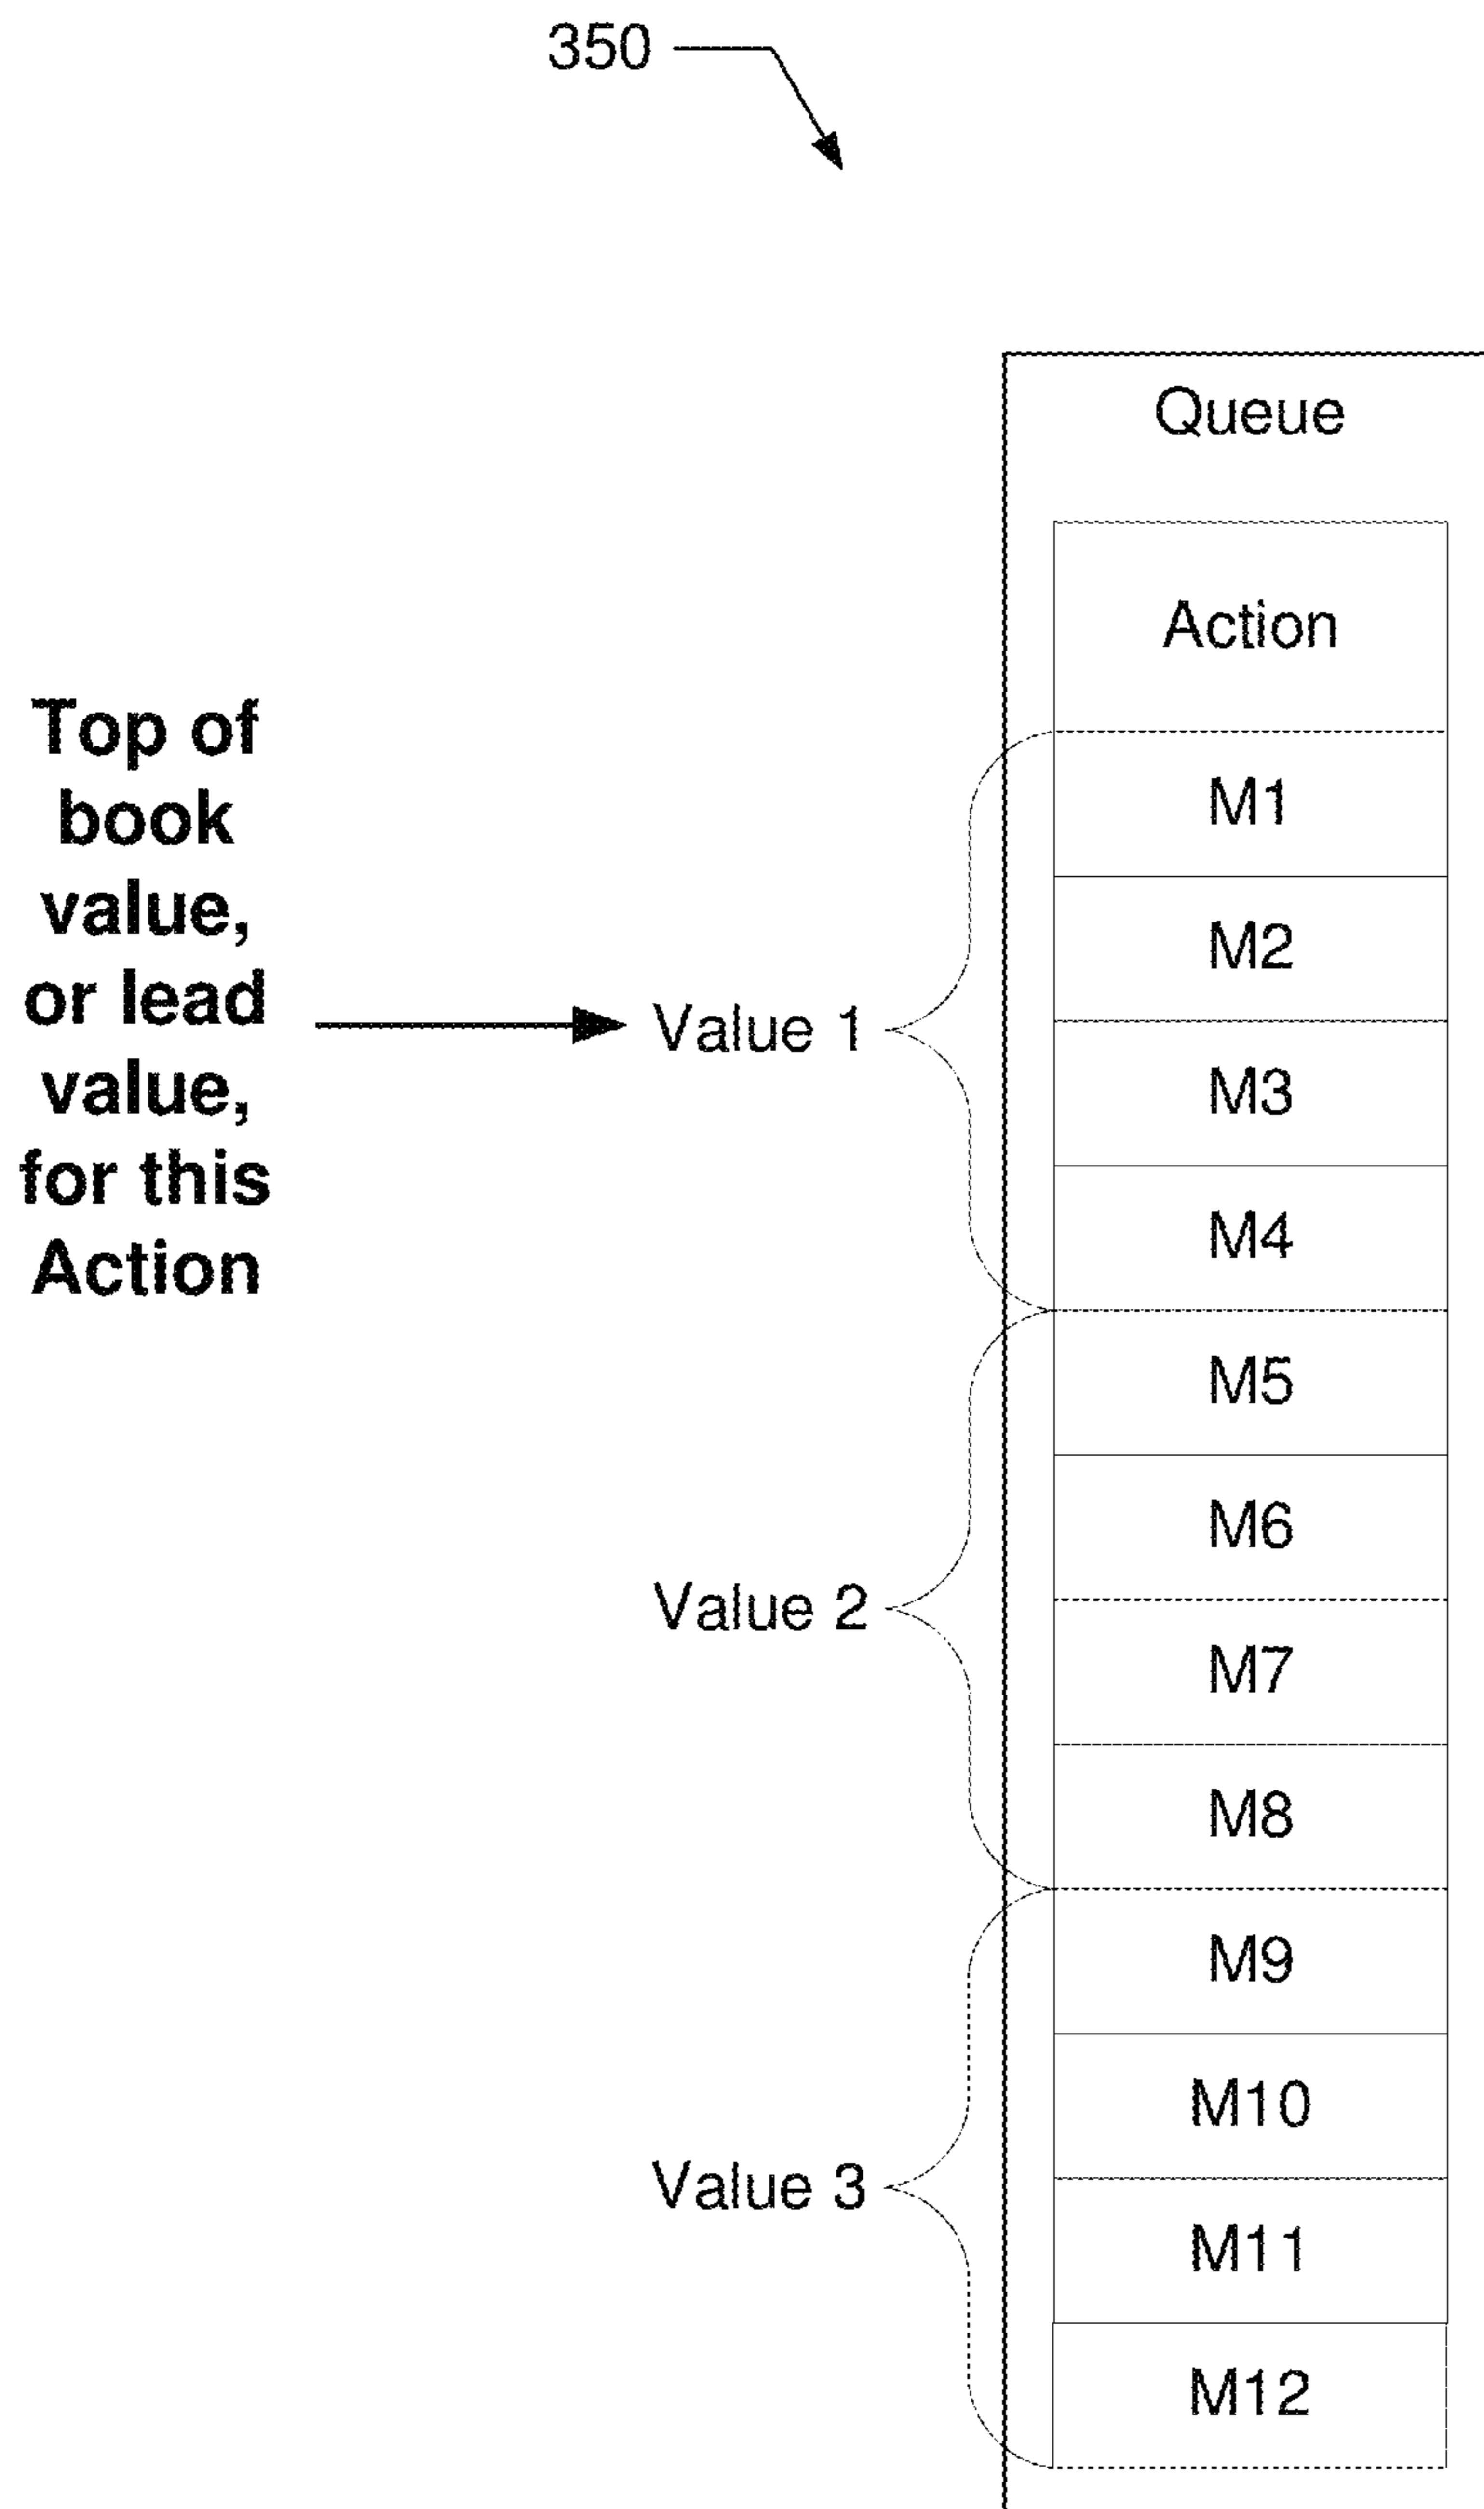 350
Queue
Action
Top of
book
value,
or lead
value,
for this
Action
Value 1
M1
M2
M3
M4
Value 2
M5
M6
M7
M8
Value 3
M9
M10
M11
M12